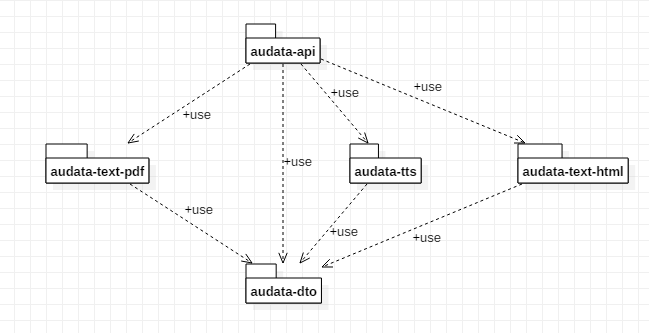 audata-api
+use
+use
+use
+use
+use
audata-text-pdf
audata-tts
audata-text-html
+use
+use
+use
audata-dto